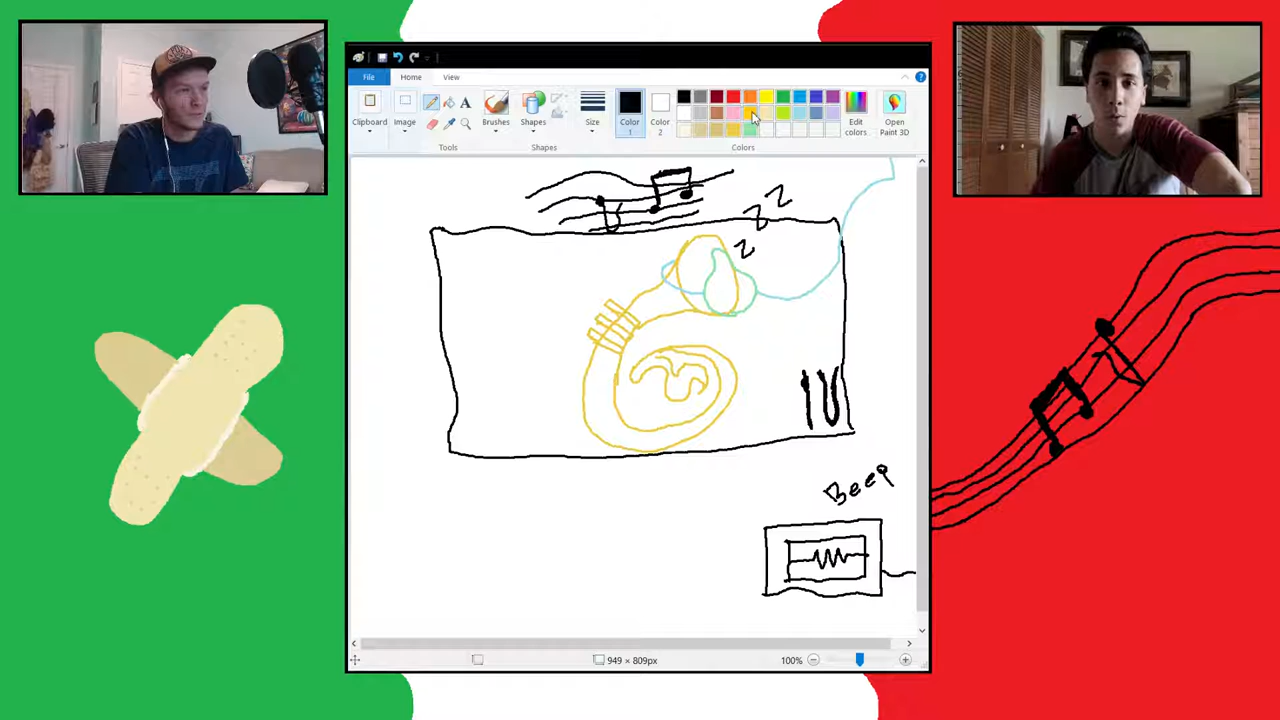 File
Home
View
Clipboard
Image
Tools
Brushes
Shapes
Shapes
Size
Color 1
Color 2
Colors
Edit colors
Open Paint 3D
z z z
Beep
949 × 809px
100%